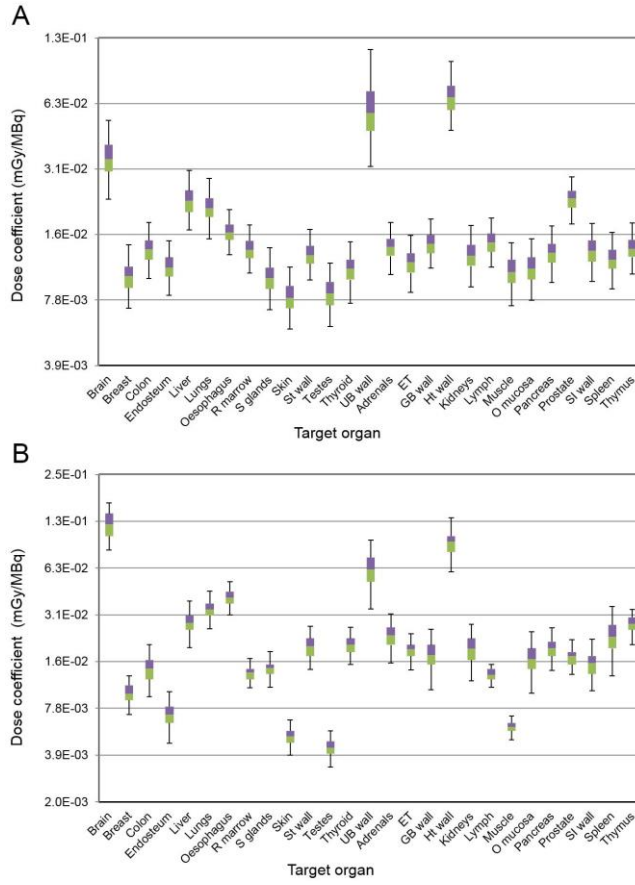 A
Dose coefficient (mGy/MBq)
1.3E-01
6.3E-02
3.1E-02
1.6E-02
7.8E-03
3.9E-03
Brain
Breast
Colon
Endosteum
Liver
Lungs
Oesophagus
R marrow
S glands
Skin
St wall
Testes
Thyroid
UB wall
Adrenals
ET
GB wall
Ht wall
Kidneys
Lymph
Muscle
O mucosa
Pancreas
Prostate
SI wall
Spleen
Thymus
Target organ
B
Dose coefficient (mGy/MBq)
2.5E-01
1.3E-01
6.3E-02
3.1E-02
1.6E-02
7.8E-03
3.9E-03
2.0E-03
Brain
Breast
Colon
Endosteum
Liver
Lungs
Oesophagus
R marrow
S glands
Skin
St wall
Testes
Thyroid
UB wall
Adrenals
ET
GB wall
Ht wall
Kidneys
Lymph
Muscle
O mucosa
Pancreas
Prostate
SI wall
Spleen
Thymus
Target organ